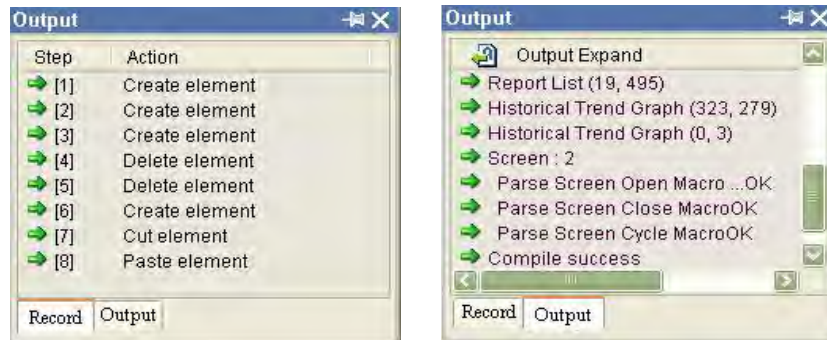 Output
Step Action
[1] Create element
[2] Create element
[3] Create element
[4] Delete element
[5] Delete element
[6] Create element
[7] Cut element
[8] Paste element
Record Output
Output
Output Expand
Report List (19, 495)
Historical Trend Graph (323, 279)
Historical Trend Graph (0, 3)
Screen : 2
Parse Screen Open Macro ...OK
Parse Screen Close MacroOK
Parse Screen Cycle MacroOK
Compile success
Record Output